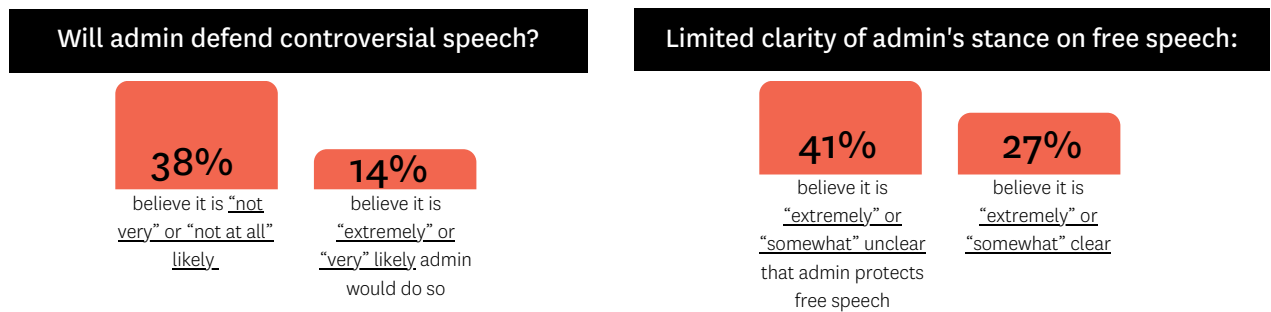 Will admin defend controversial speech?
38%
believe it is “not
very” or “not at all”
likely
14%
believe it is
“extremely” or
“very” likely admin
would do so
Limited clarity of admin's stance on free speech:
41%
believe it is
“extremely” or
“somewhat” unclear
that admin protects
free speech
27%
believe it is
“extremely” or
“somewhat” clear